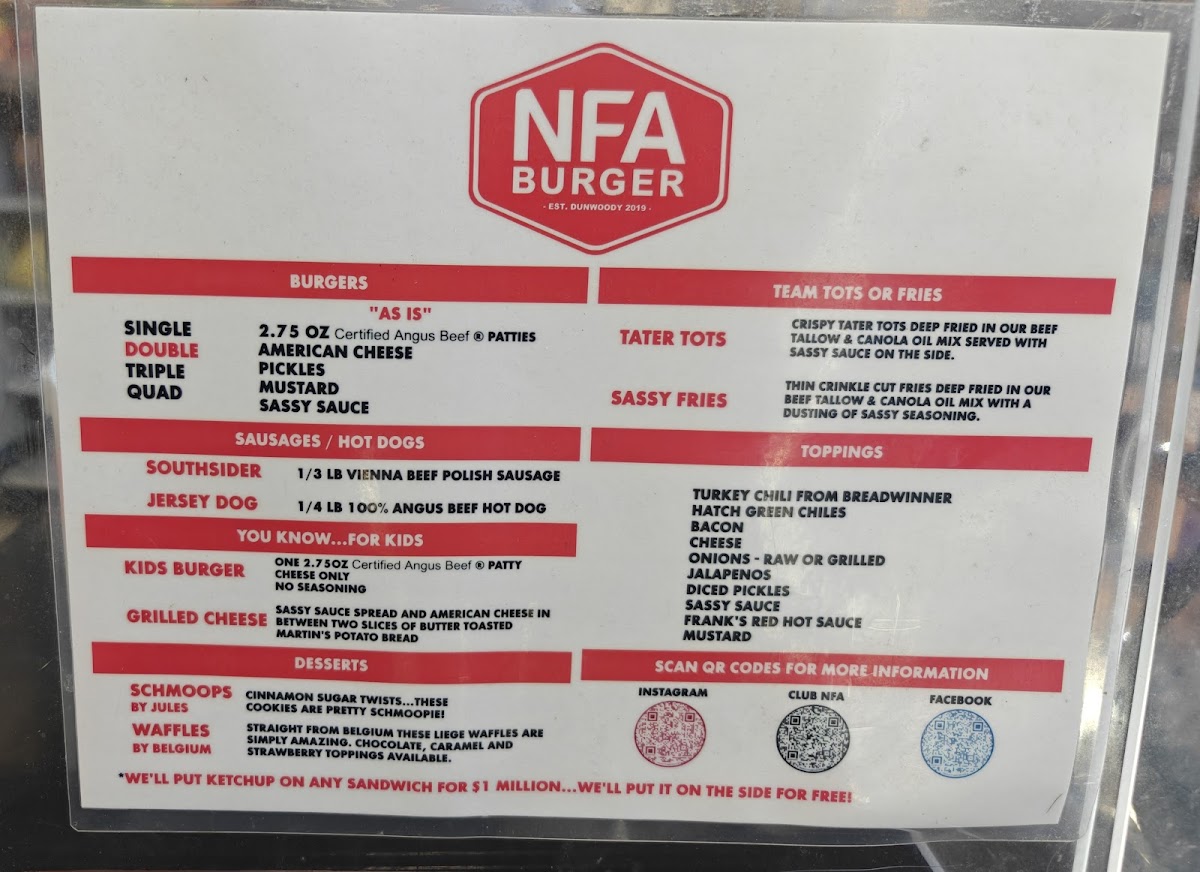 NFA
BURGER
- EST. DUNWOODY 2019 -
BURGERS
"AS IS"
SINGLE
DOUBLE
TRIPLE
QUAD
2.75 OZ Certified Angus Beef ® PATTIES
AMERICAN CHEESE
PICKLES
MUSTARD
SASSY SAUCE
TEAM TOTS OR FRIES
TATER TOTS
CRISPY TATER TOTS DEEP FRIED IN OUR BEEF
TALLOW & CANOLA OIL MIX SERVED WITH
SASSY SAUCE ON THE SIDE.
SASSY FRIES
THIN CRINKLE CUT FRIES DEEP FRIED IN OUR
BEEF TALLOW & CANOLA OIL MIX WITH A
DUSTING OF SASSY SEASONING.
SAUSAGES / HOT DOGS
SOUTHSIDER 1/3 LB VIENNA BEEF POLISH SAUSAGE
JERSEY DOG 1/4 LB 100% ANGUS BEEF HOT DOG
YOU KNOW...FOR KIDS
KIDS BURGER
ONE 2.75OZ Certified Angus Beef ® PATTY
CHEESE ONLY
NO SEASONING
GRILLED CHEESE
SASSY SAUCE SPREAD AND AMERICAN CHEESE IN
BETWEEN TWO SLICES OF BUTTER TOASTED
MARTIN'S POTATO BREAD
TOPPINGS
TURKEY CHILI FROM BREADWINNER
HATCH GREEN CHILES
BACON
CHEESE
ONIONS - RAW OR GRILLED
JALAPENOS
DICED PICKLES
SASSY SAUCE
FRANK'S RED HOT SAUCE
MUSTARD
DESSERTS
SCHMOOPS
BY JULES
CINNAMON SUGAR TWISTS...THESE
COOKIES ARE PRETTY SCHMOOPIE!
WAFFLES
BY BELGIUM
STRAIGHT FROM BELGIUM THESE LIEGE WAFFLES ARE
SIMPLY AMAZING. CHOCOLATE, CARAMEL AND
STRAWBERRY TOPPINGS AVAILABLE.
SCAN QR CODES FOR MORE INFORMATION
INSTAGRAM
CLUB NFA
FACEBOOK
*WE'LL PUT KETCHUP ON ANY SANDWICH FOR $1 MILLION...WE'LL PUT IT ON THE SIDE FOR FREE!